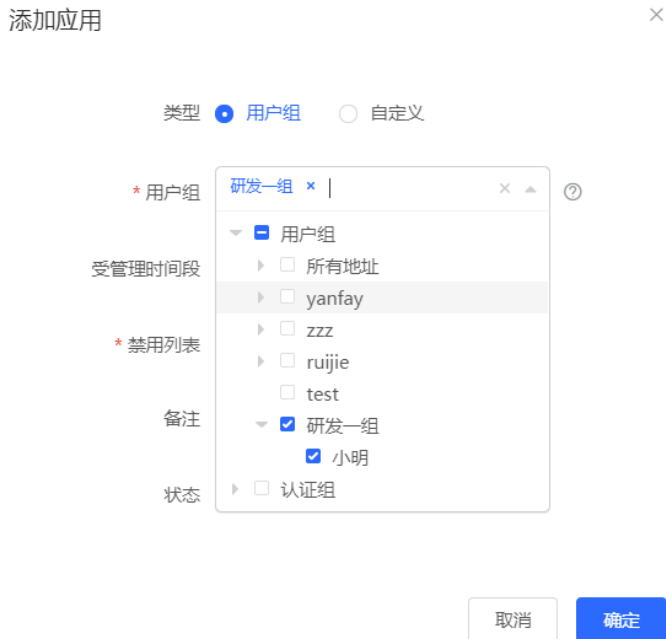 添加应用
类型 用户组 自定义
* 用户组 研发一组 ×
用户组
受管理时间段 所有地址
yanfay
zzz
* 禁用列表 ruijie
test
备注 研发一组
小明
状态 认证组
取消 确定